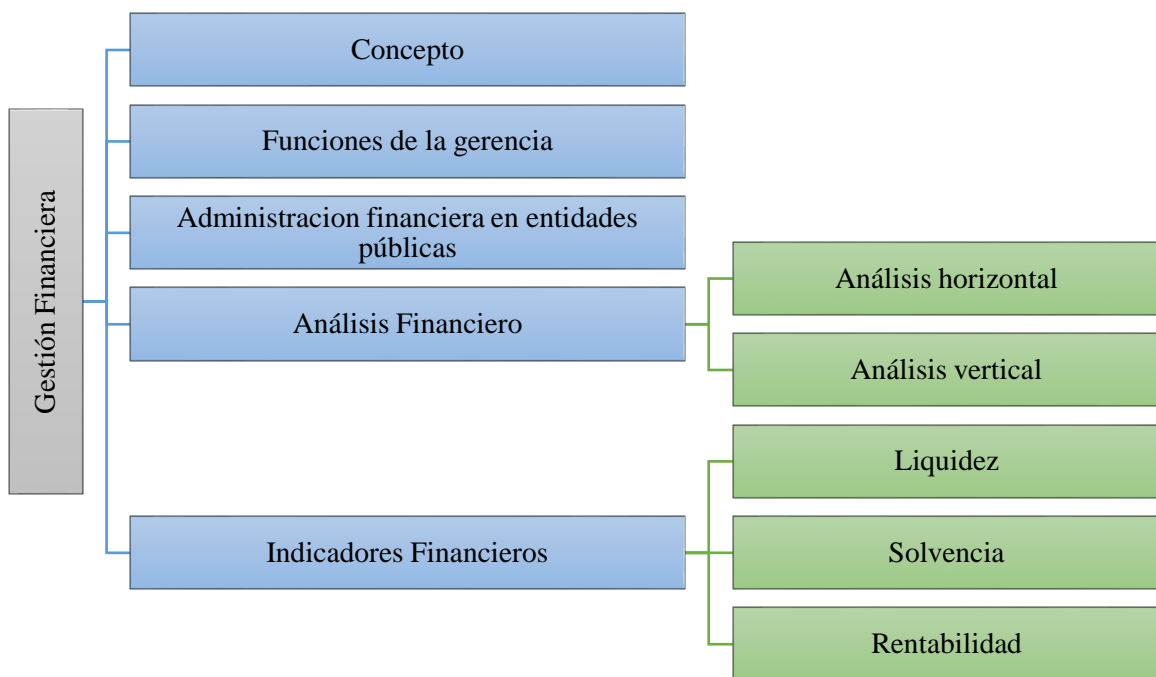 Gestión Financiera
Concepto
Funciones de la gerencia
Administracion financiera en entidades
públicas
Análisis Financiero
Análisis horizontal
Análisis vertical
Indicadores Financieros
Liquidez
Solvencia
Rentabilidad